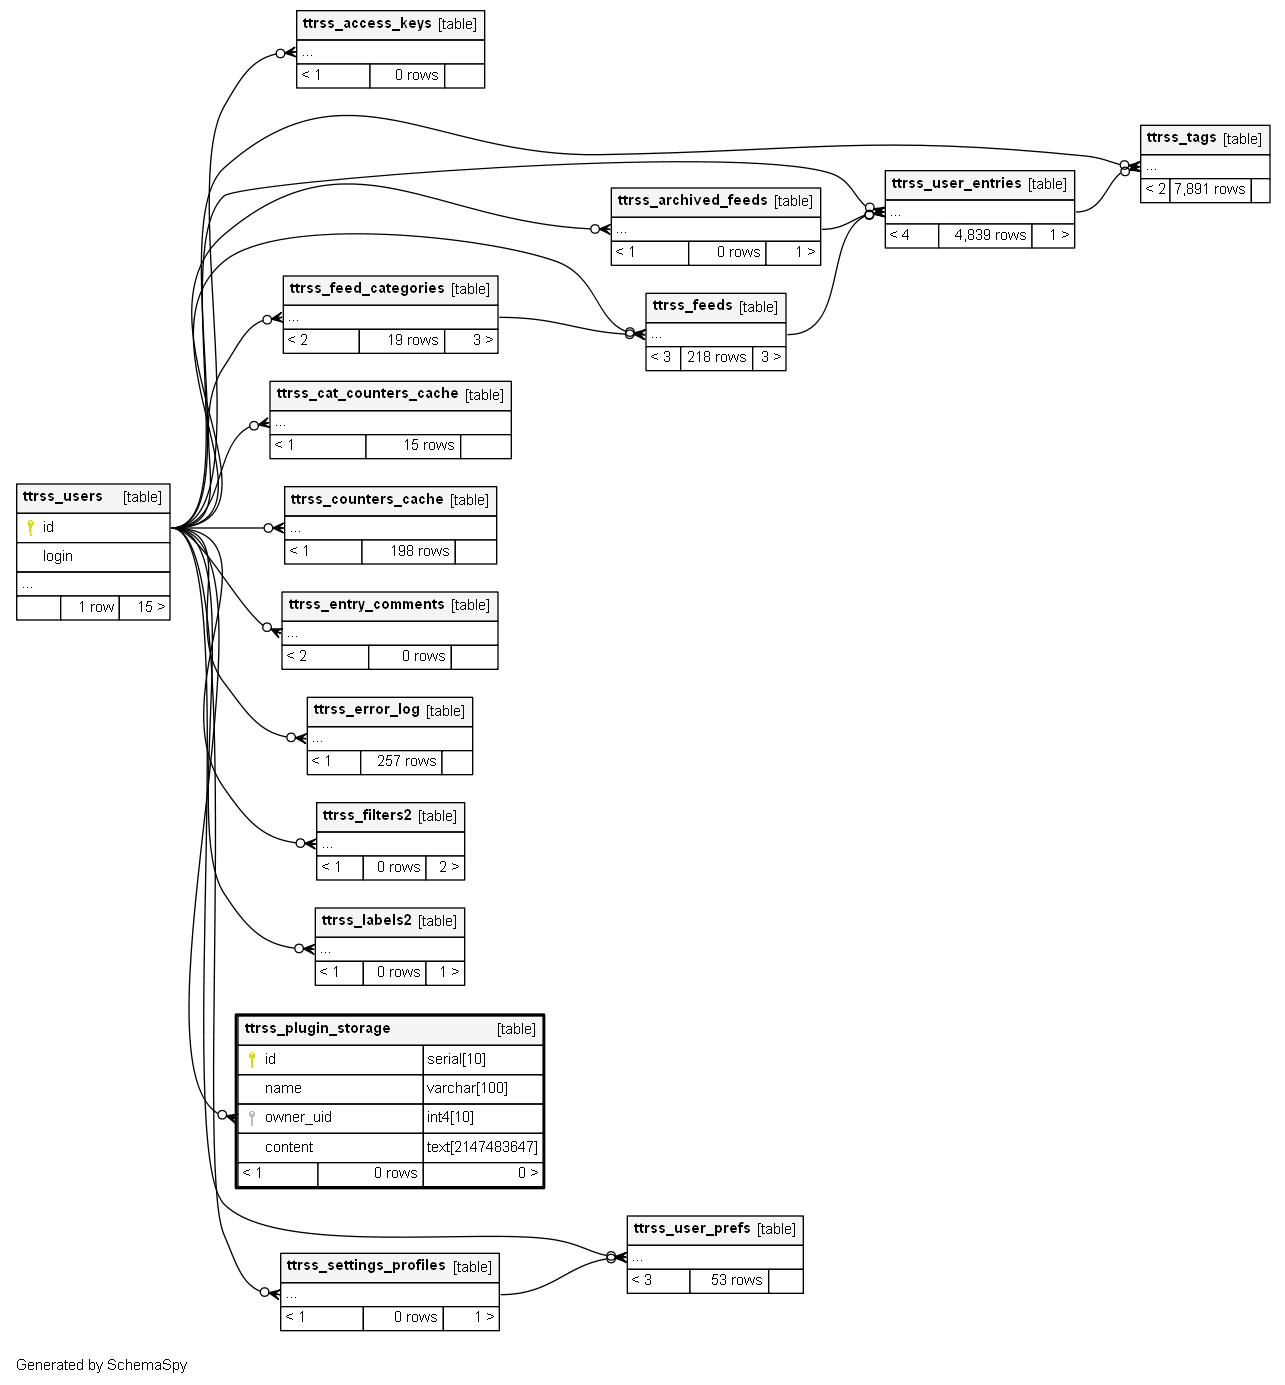 ttrss_access_keys [table]
...
< 1 0 rows
ttrss_tags [table]
...
< 2 7,891 rows
ttrss_user_entries [table]
...
< 4 4,839 rows 1 >
ttrss_archived_feeds [table]
...
< 1 0 rows 1 >
ttrss_feed_categories [table]
...
< 2 19 rows 3 >
ttrss_feeds [table]
...
< 3 218 rows 3 >
ttrss_cat_counters_cache [table]
...
< 1 15 rows
ttrss_users [table]
id
login
...
1 row 15 >
ttrss_counters_cache [table]
...
< 1 198 rows
ttrss_entry_comments [table]
...
< 2 0 rows
ttrss_error_log [table]
...
< 1 257 rows
ttrss_filters2 [table]
...
< 1 0 rows 2 >
ttrss_labels2 [table]
...
< 1 0 rows 1 >
ttrss_plugin_storage [table]
id serial[10]
name varchar[100]
owner_uid int4[10]
content text[2147483647]
< 1 0 rows 0 >
ttrss_user_prefs [table]
...
< 3 53 rows
ttrss_settings_profiles [table]
...
< 1 0 rows 1 >
Generated by SchemaSpy